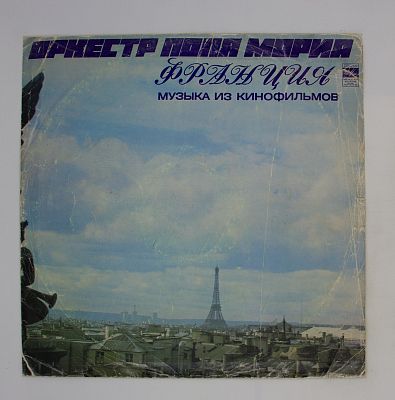 ОРКЕСТР ПОЛЯ МОРИА
ФРАНЦИЯ
МУЗЫКА ИЗ КИНОФИЛЬМОВ